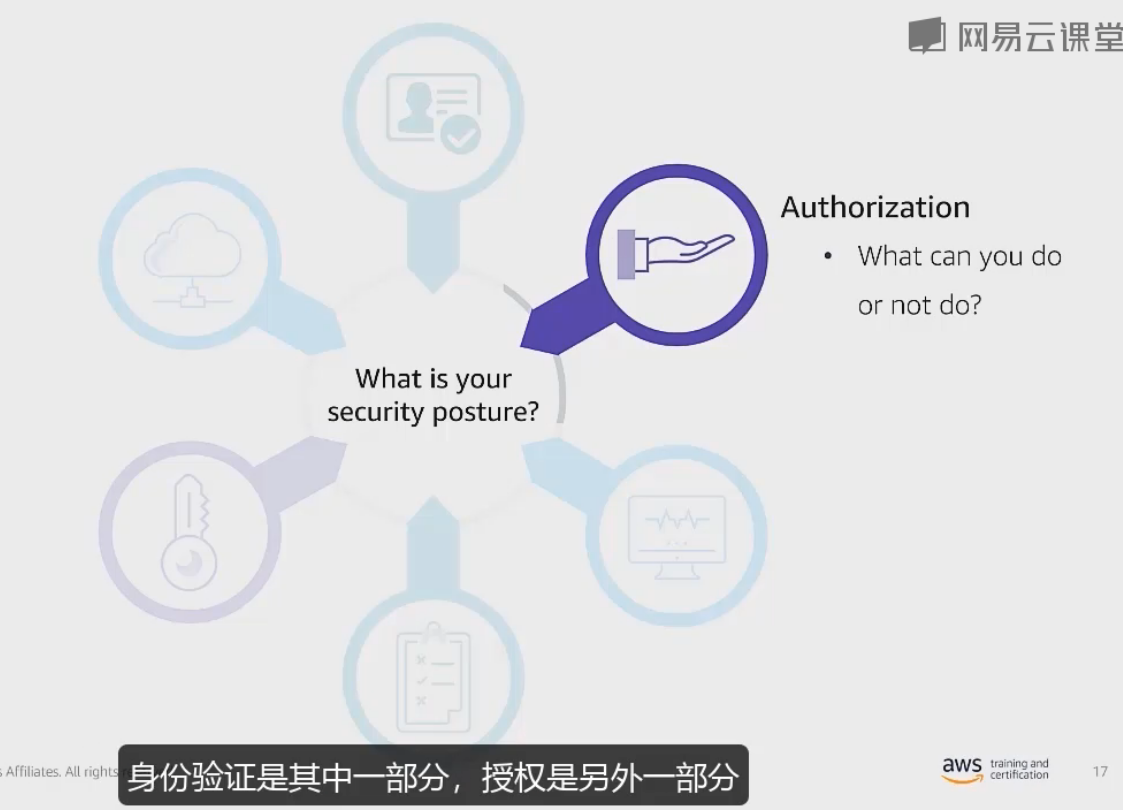 网易云课堂
Authorization
• What can you do
or not do?
What is your
security posture?
s Affiliates. All rights
身份验证是其中一部分，授权是另外一部分
aws training and
certification
17